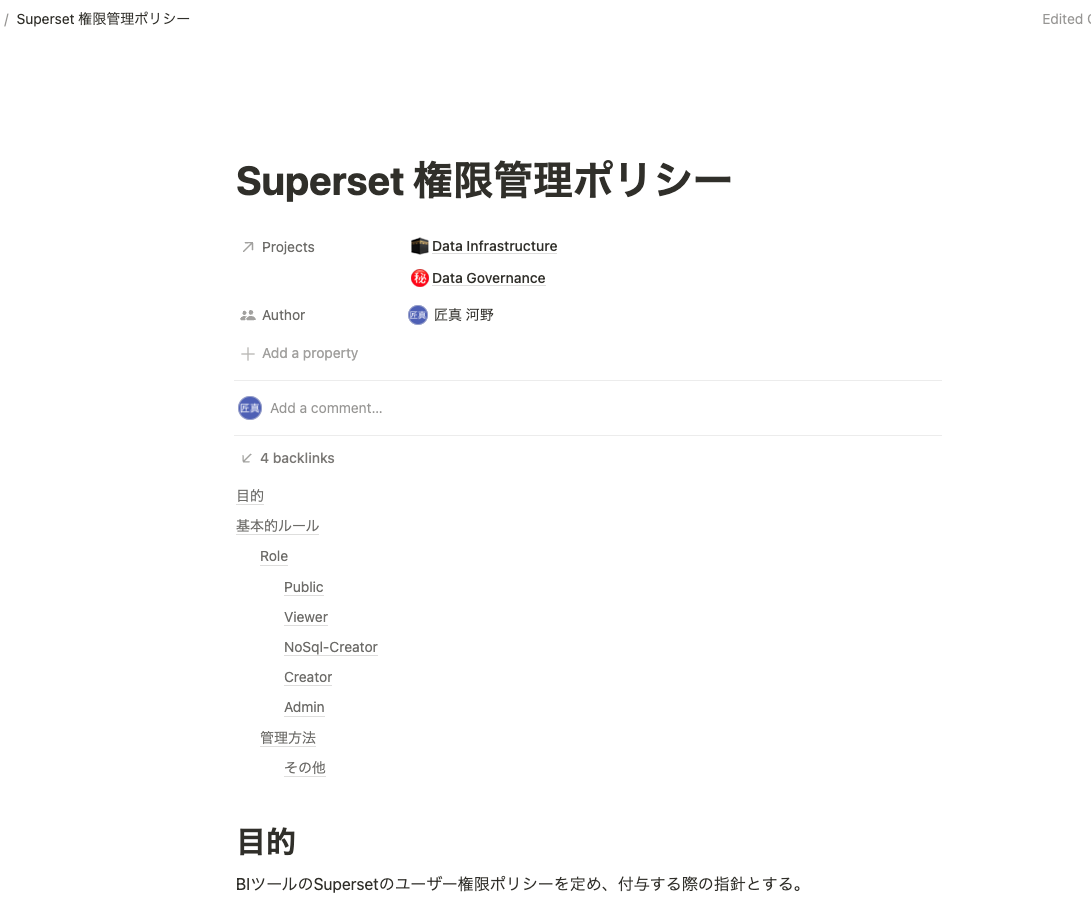 / Superset 権限管理ポリシー
Edited
Superset 権限管理ポリシー
Projects
Data Infrastructure
秘 Data Governance
Author
匠真 匠真 河野
Add a property
匠真 Add a comment...
4 backlinks
目的
基本的ルール
Role
Public
Viewer
NoSql-Creator
Creator
Admin
管理方法
その他
目的
BIツールのSupersetのユーザー権限ポリシーを定め、付与する際の指針とする。